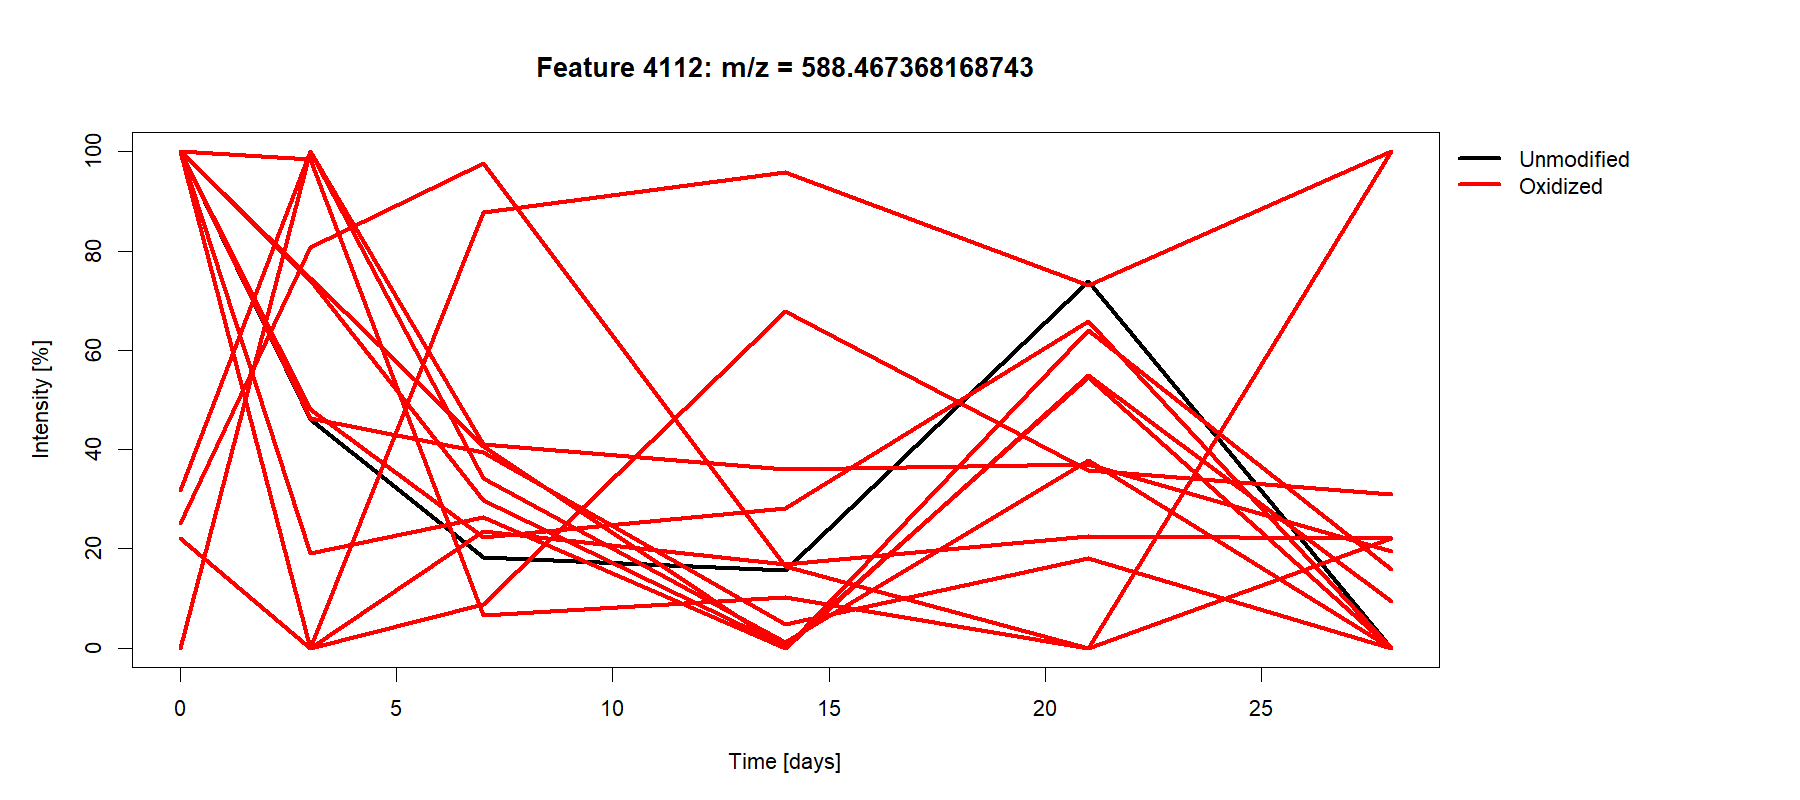 Feature 4112: m/z = 588.467368168743
Unmodified
Oxidized
Intensity [%]
100
80
60
40
20
0
0 5 10 15 20 25
Time [days]